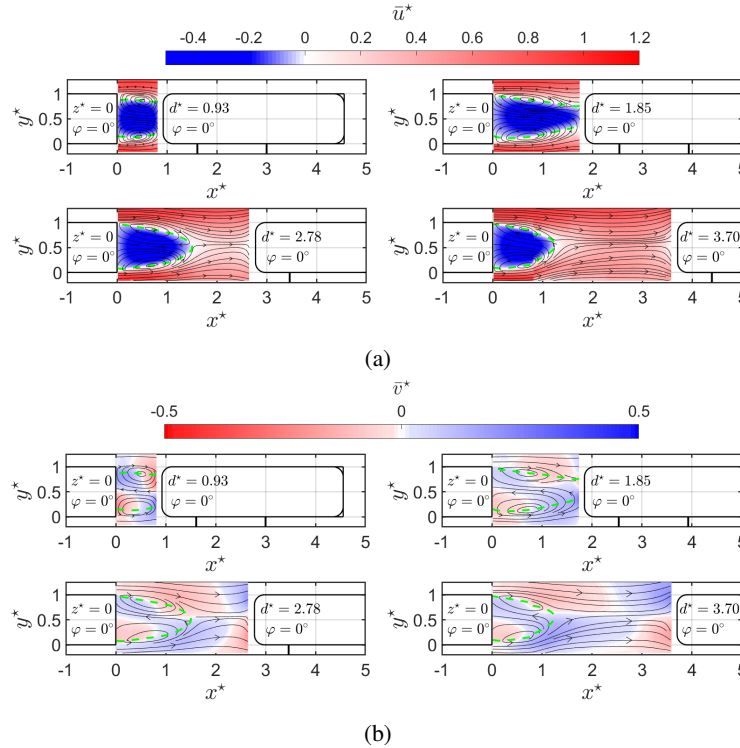 ū*
-0.4 -0.2 0 0.2 0.4 0.6 0.8 1 1.2
y* 1 0.5 0 z* = 0 φ = 0° d* = 0.93 φ = 0°
-1 0 1 2 3 4 5
x*
y* 1 0.5 0 z* = 0 φ = 0° d* = 1.85 φ = 0°
-1 0 1 2 3 4 5
x*
y* 1 0.5 0 z* = 0 φ = 0° d* = 2.78 φ = 0°
-1 0 1 2 3 4 5
x*
y* 1 0.5 0 z* = 0 φ = 0° d* = 3.70 φ = 0°
-1 0 1 2 3 4 5
x*
(a)
v̄*
-0.5 0 0.5
y* 1 0.5 0 z* = 0 φ = 0° d* = 0.93 φ = 0°
-1 0 1 2 3 4 5
x*
y* 1 0.5 0 z* = 0 φ = 0° d* = 1.85 φ = 0°
-1 0 1 2 3 4 5
x*
y* 1 0.5 0 z* = 0 φ = 0° d* = 2.78 φ = 0°
-1 0 1 2 3 4 5
x*
y* 1 0.5 0 z* = 0 φ = 0° d* = 3.70 φ = 0°
-1 0 1 2 3 4 5
x*
(b)